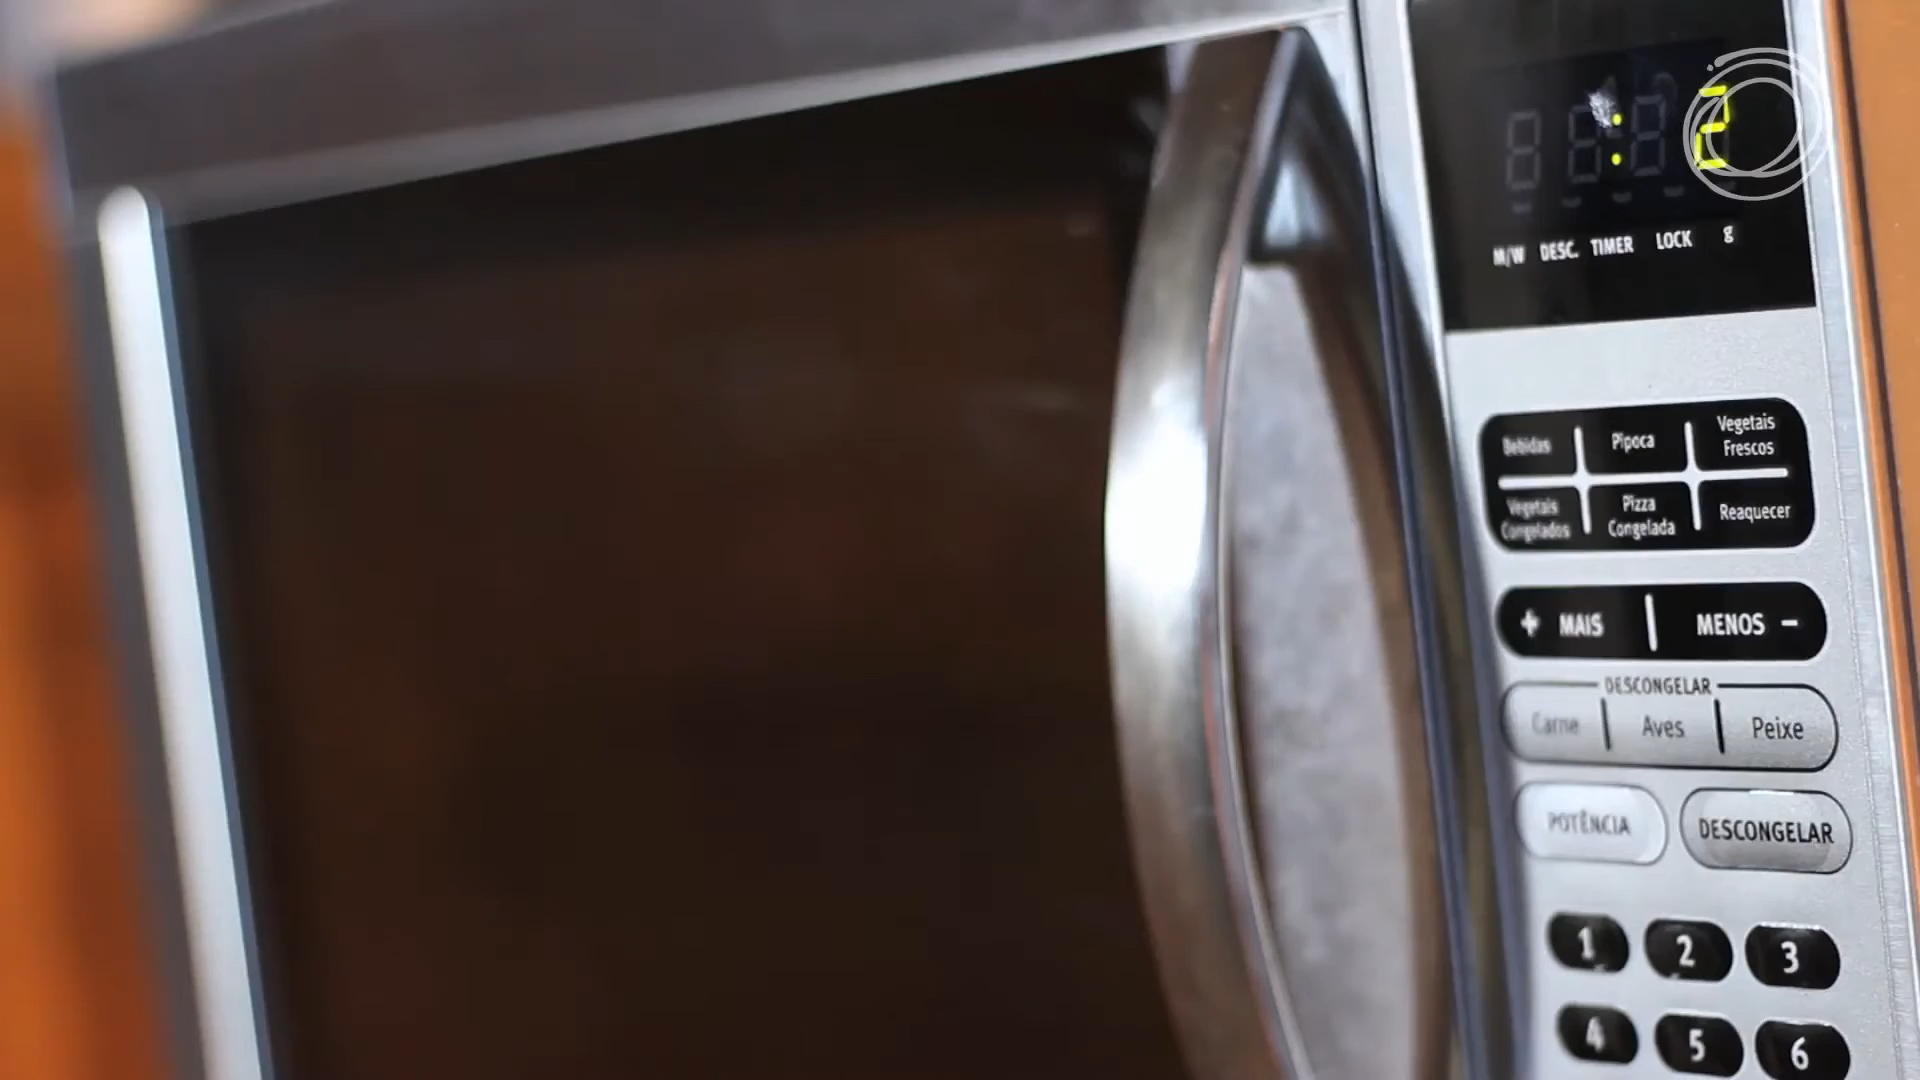 : 2
M/W DESC. TIMER LOCK g
Bebidas Pipoca Vegetais Frescos
Vegetais Congelados Pizza Congelada Reaquecer
+ MAIS MENOS −
DESCONGELAR
Carne Aves Peixe
POTÊNCIA DESCONGELAR
1 2 3
4 5 6